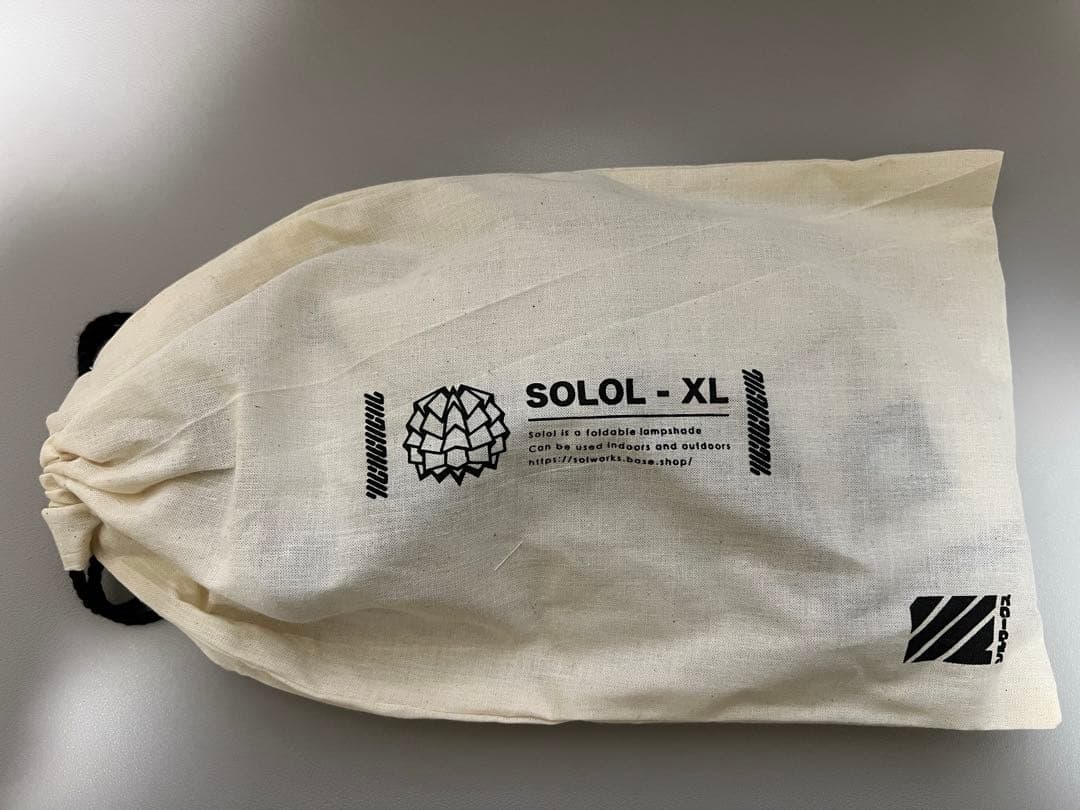 SOLOL - XL
Solol is a foldable lampshade
Can be used indoors and outdoors
https://solworks.base.shop/